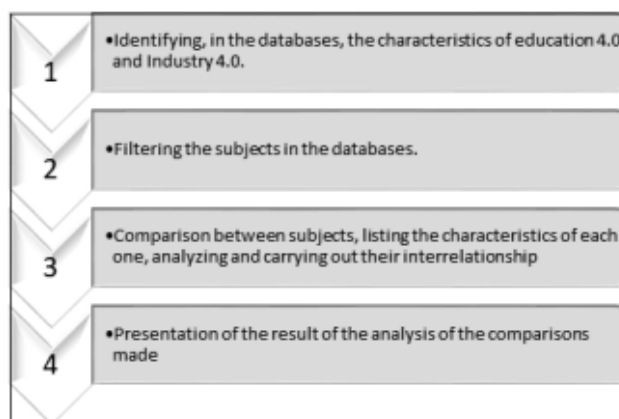 1
•Identifying, in the databases, the characteristics of education 4.0
and Industry 4.0.
2
•Filtering the subjects in the databases.
3
•Comparison between subjects, listing the characteristics of each
one, analyzing and carrying out their interrelationship
4
•Presentation of the result of the analysis of the comparisons
made